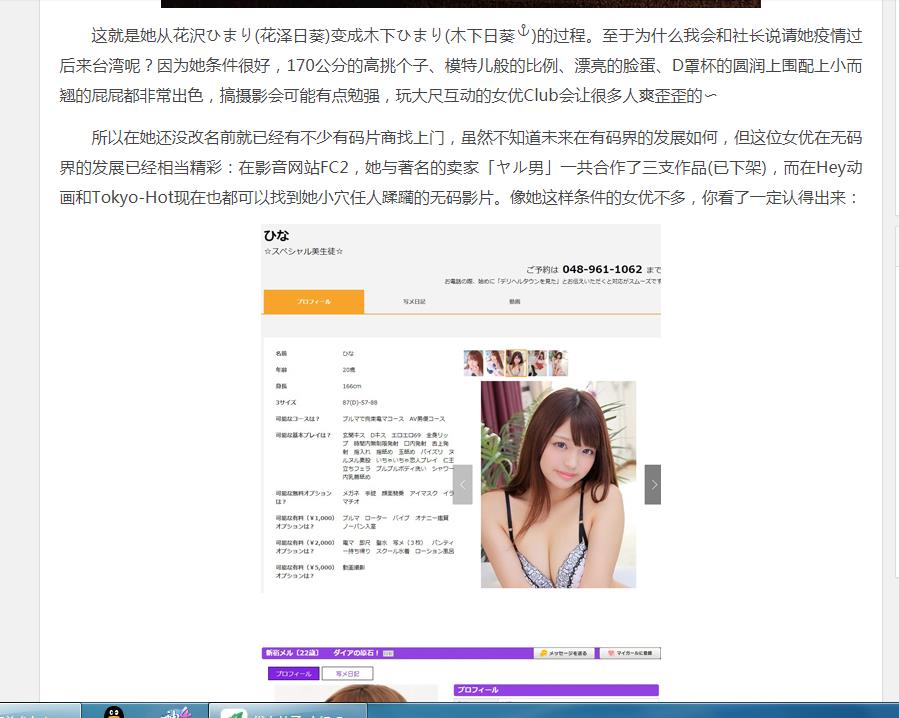 这就是她从花沢ひまり(花泽日葵)变成木下ひまり(木下日葵⚓)的过程。至于为什么我会和社长说请她疫情过
后来台湾呢？因为她条件很好，170公分的高挑个子、模特儿般的比例、漂亮的脸蛋、D罩杯的圆润上围配上小而
翘的屁屁都非常出色，搞摄影会可能有点勉强，玩大尺互动的女优Club会让很多人爽歪歪的～
所以在她还没改名前就已经有不少有码片商找上门，虽然不知道未来在有码界的发展如何，但这位女优在无码
界的发展已经相当精彩：在影音网站FC2，她与著名的卖家「ヤル男」一共合作了三支作品(已下架)，而在Hey动
画和Tokyo-Hot现在也都可以找到她小穴任人蹂躏的无码影片。像她这样条件的女优不多，你看了一定认得出来：
ひな
☆スペシャル美生徒☆
ご予約は 048-961-1062 まで
お電話の際、始めに「デリヘルタウンを見た」とお伝えいただくと対応がスムーズです
プロフィール 写メ日記 動画
名前 ひな
年齢 20歳
身長 166cm
3サイズ 87(D)-57-88
可能なコースは？ ブルマで拘束電マコース AV男優コース
可能な基本プレイは？ 玄関キス Dキス エロエロ69 全身リッ
プ 時間内無制限発射 口内発射 舌上発
射 指入れ 指舐め 玉舐め パイズリ ヌ
ルヌル素股 いちゃいちゃ恋人プレイ 仁王
立ちフェラ プルプルボディ洗い シャワー
内乳首舐め
可能な無料オプション
は？ メガネ 手錠 顔面騎乗 アイマスク イラ
マチオ
可能な有料（￥1,000）
オプションは？ ブルマ ローター バイブ オナニー鑑賞
ノーパン入室
可能な有料（￥2,000）
オプションは？ 電マ 即尺 聖水 写メ（３枚） パンティ
ー持ち帰り スクール水着 ローション風呂
可能な有料（￥5,000）
オプションは？ 動画撮影
新宿メル〔22歳〕 ダイアの原石！ メッセージを送る マイガールに登録
プロフィール 写メ日記
プロフィール